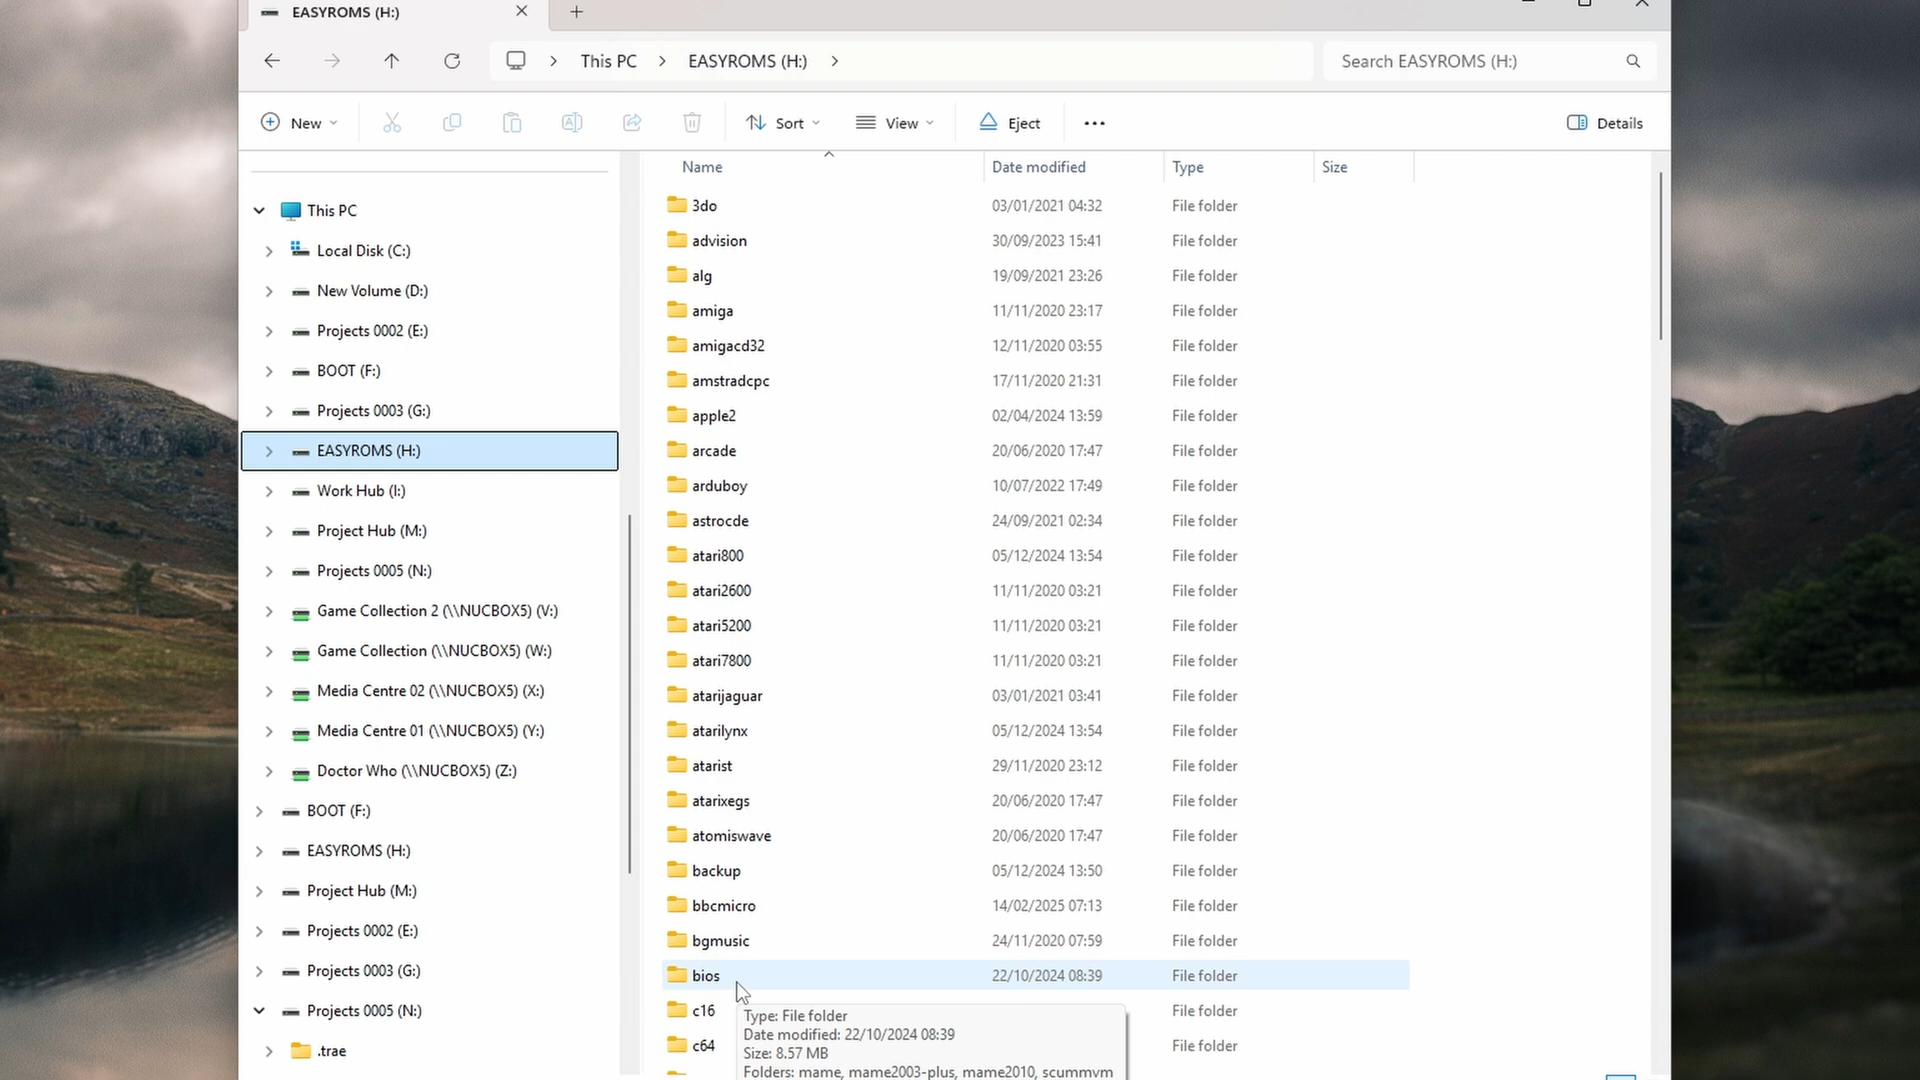 EASYROMS (H:)
This PC
EASYROMS (H:)
Search EASYROMS (H:)
New
Sort
View
Eject
Details
Name Date modified Type Size
This PC
Local Disk (C:)
New Volume (D:)
Projects 0002 (E:)
BOOT (F:)
Projects 0003 (G:)
EASYROMS (H:)
Work Hub (I:)
Project Hub (M:)
Projects 0005 (N:)
Game Collection 2 (\\NUCBOX5) (V:)
Game Collection (\\NUCBOX5) (W:)
Media Centre 02 (\\NUCBOX5) (X:)
Media Centre 01 (\\NUCBOX5) (Y:)
Doctor Who (\\NUCBOX5) (Z:)
BOOT (F:)
EASYROMS (H:)
Project Hub (M:)
Projects 0002 (E:)
Projects 0003 (G:)
Projects 0005 (N:)
.trae
3do 03/01/2021 04:32 File folder
advision 30/09/2023 15:41 File folder
alg 19/09/2021 23:26 File folder
amiga 11/11/2020 23:17 File folder
amigacd32 12/11/2020 03:55 File folder
amstradcpc 17/11/2020 21:31 File folder
apple2 02/04/2024 13:59 File folder
arcade 20/06/2020 17:47 File folder
arduboy 10/07/2022 17:49 File folder
astrocde 24/09/2021 02:34 File folder
atari800 05/12/2024 13:54 File folder
atari2600 11/11/2020 03:21 File folder
atari5200 11/11/2020 03:21 File folder
atari7800 11/11/2020 03:21 File folder
atarijaguar 03/01/2021 03:41 File folder
atarilynx 05/12/2024 13:54 File folder
atarist 29/11/2020 23:12 File folder
atarixegs 20/06/2020 17:47 File folder
atomiswave 20/06/2020 17:47 File folder
backup 05/12/2024 13:50 File folder
bbcmicro 14/02/2025 07:13 File folder
bgmusic 24/11/2020 07:59 File folder
bios 22/10/2024 08:39 File folder
c16 File folder
c64 File folder
Type: File folder
Date modified: 22/10/2024 08:39
Size: 8.57 MB
Folders: mame, mame2003-plus, mame2010, scummvm